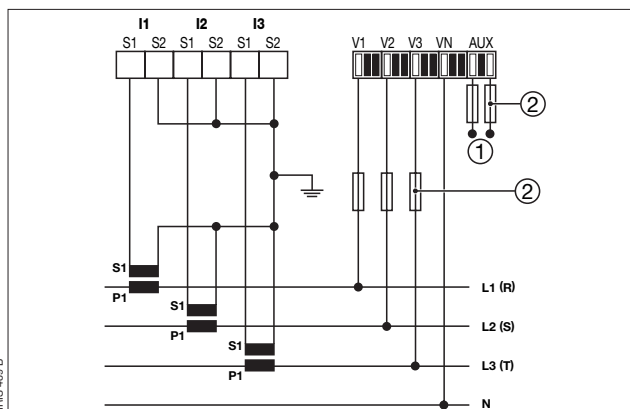 I1 I2 I3
S1 S2 S1 S2 S1 S2 V1 V2 V3 VN AUX
2
1
2
S1
P1 L1 (R)
S1
P1 L2 (S)
S1
P1 L3 (T)
N